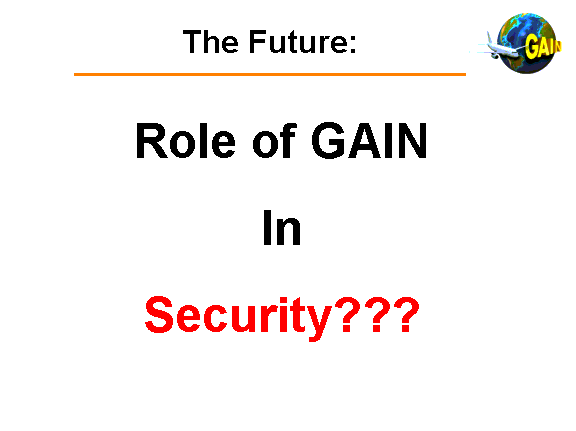 The Future:
GAIN
Role of GAIN
In
Security???